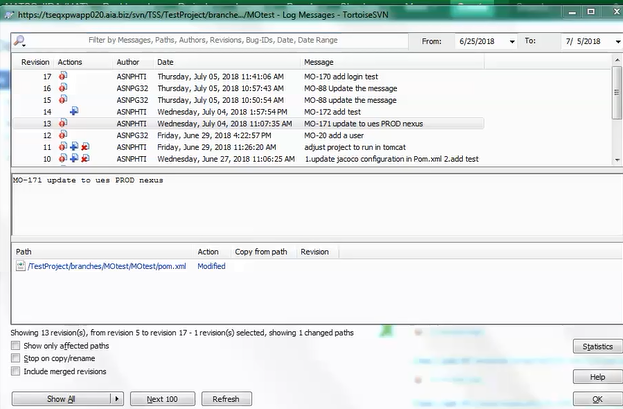 https://tseqxpwapp020.aia.biz/svn/TSS/TestProject/branche.../MOtest - Log Messages - TortoiseSVN
Filter by Messages, Paths, Authors, Revisions, Bug-IDs, Date, Date Range
From: 6/25/2018 To: 7/ 5/2018
Revision Actions Author Date Message
17 ASNPHTI Thursday, July 05, 2018 11:41:06 AM MO-170 add login test
16 ASNPG32 Thursday, July 05, 2018 10:57:43 AM MO-88 Update the message
15 ASNPG32 Thursday, July 05, 2018 10:50:54 AM MO-88 update the message
14 ASNPHTI Wednesday, July 04, 2018 1:57:54 PM MO-172 add test
13 ASNPHTI Wednesday, July 04, 2018 11:07:35 AM MO-171 update to ues PROD nexus
12 ASNPG32 Friday, June 29, 2018 4:22:57 PM MO-20 add a user
11 ASNPHTI Friday, June 29, 2018 11:26:20 AM adjust project to run in tomcat
10 ASNPHTI Wednesday, June 27, 2018 11:06:25 AM 1.update jacoco configuration in Pom.xml 2.add test
MO-171 update to ues PROD nexus
Path Action Copy from path Revision
/TestProject/branches/MOtest/MOtest/pom.xml Modified
Showing 13 revision(s), from revision 5 to revision 17 - 1 revision(s) selected, showing 1 changed paths
Show only affected paths
Stop on copy/rename
Include merged revisions
Statistics
Help
Show All Next 100 Refresh OK